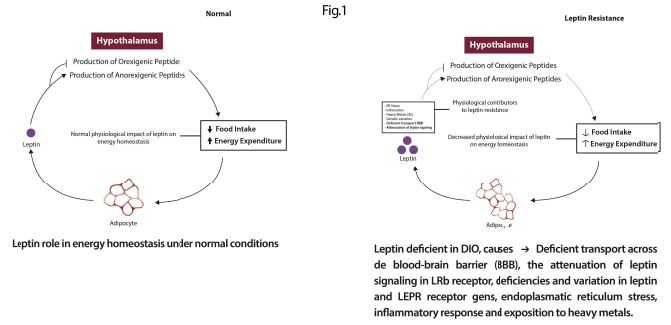 Fig.1
Normal
Hypothalamus
Production of Orexigenic Peptides
Production of Anorexigenic Peptides
Leptin
Normal physiological impact of leptin on
energy homeostasis
Food Intake
Energy Expenditure
Adipocyte
Leptin role in energy homeostasis under normal conditions
Leptin Resistance
Hypothalamus
Production of Orexigenic Peptides
Production of Anorexigenic Peptides
- ER Stress
- Inflamation
- Heavy Metals
- Genetic variation
- Deficient transport BBB
- Attenuation of leptin signaling
Physiological contributors
to leptin resistance
Leptin
Decreased physiological impact of leptin
on energy homeostasis
↓ Food Intake
↑ Energy Expenditure
Leptin deficient in DIO, causes → Deficient transport across
de blood-brain barrier (BBB), the attenuation of leptin
signaling in LRb receptor, deficiencies and variation in leptin
and LEPR receptor gens, endoplasmatic reticulum stress,
inflammatory response and exposition to heavy metals.